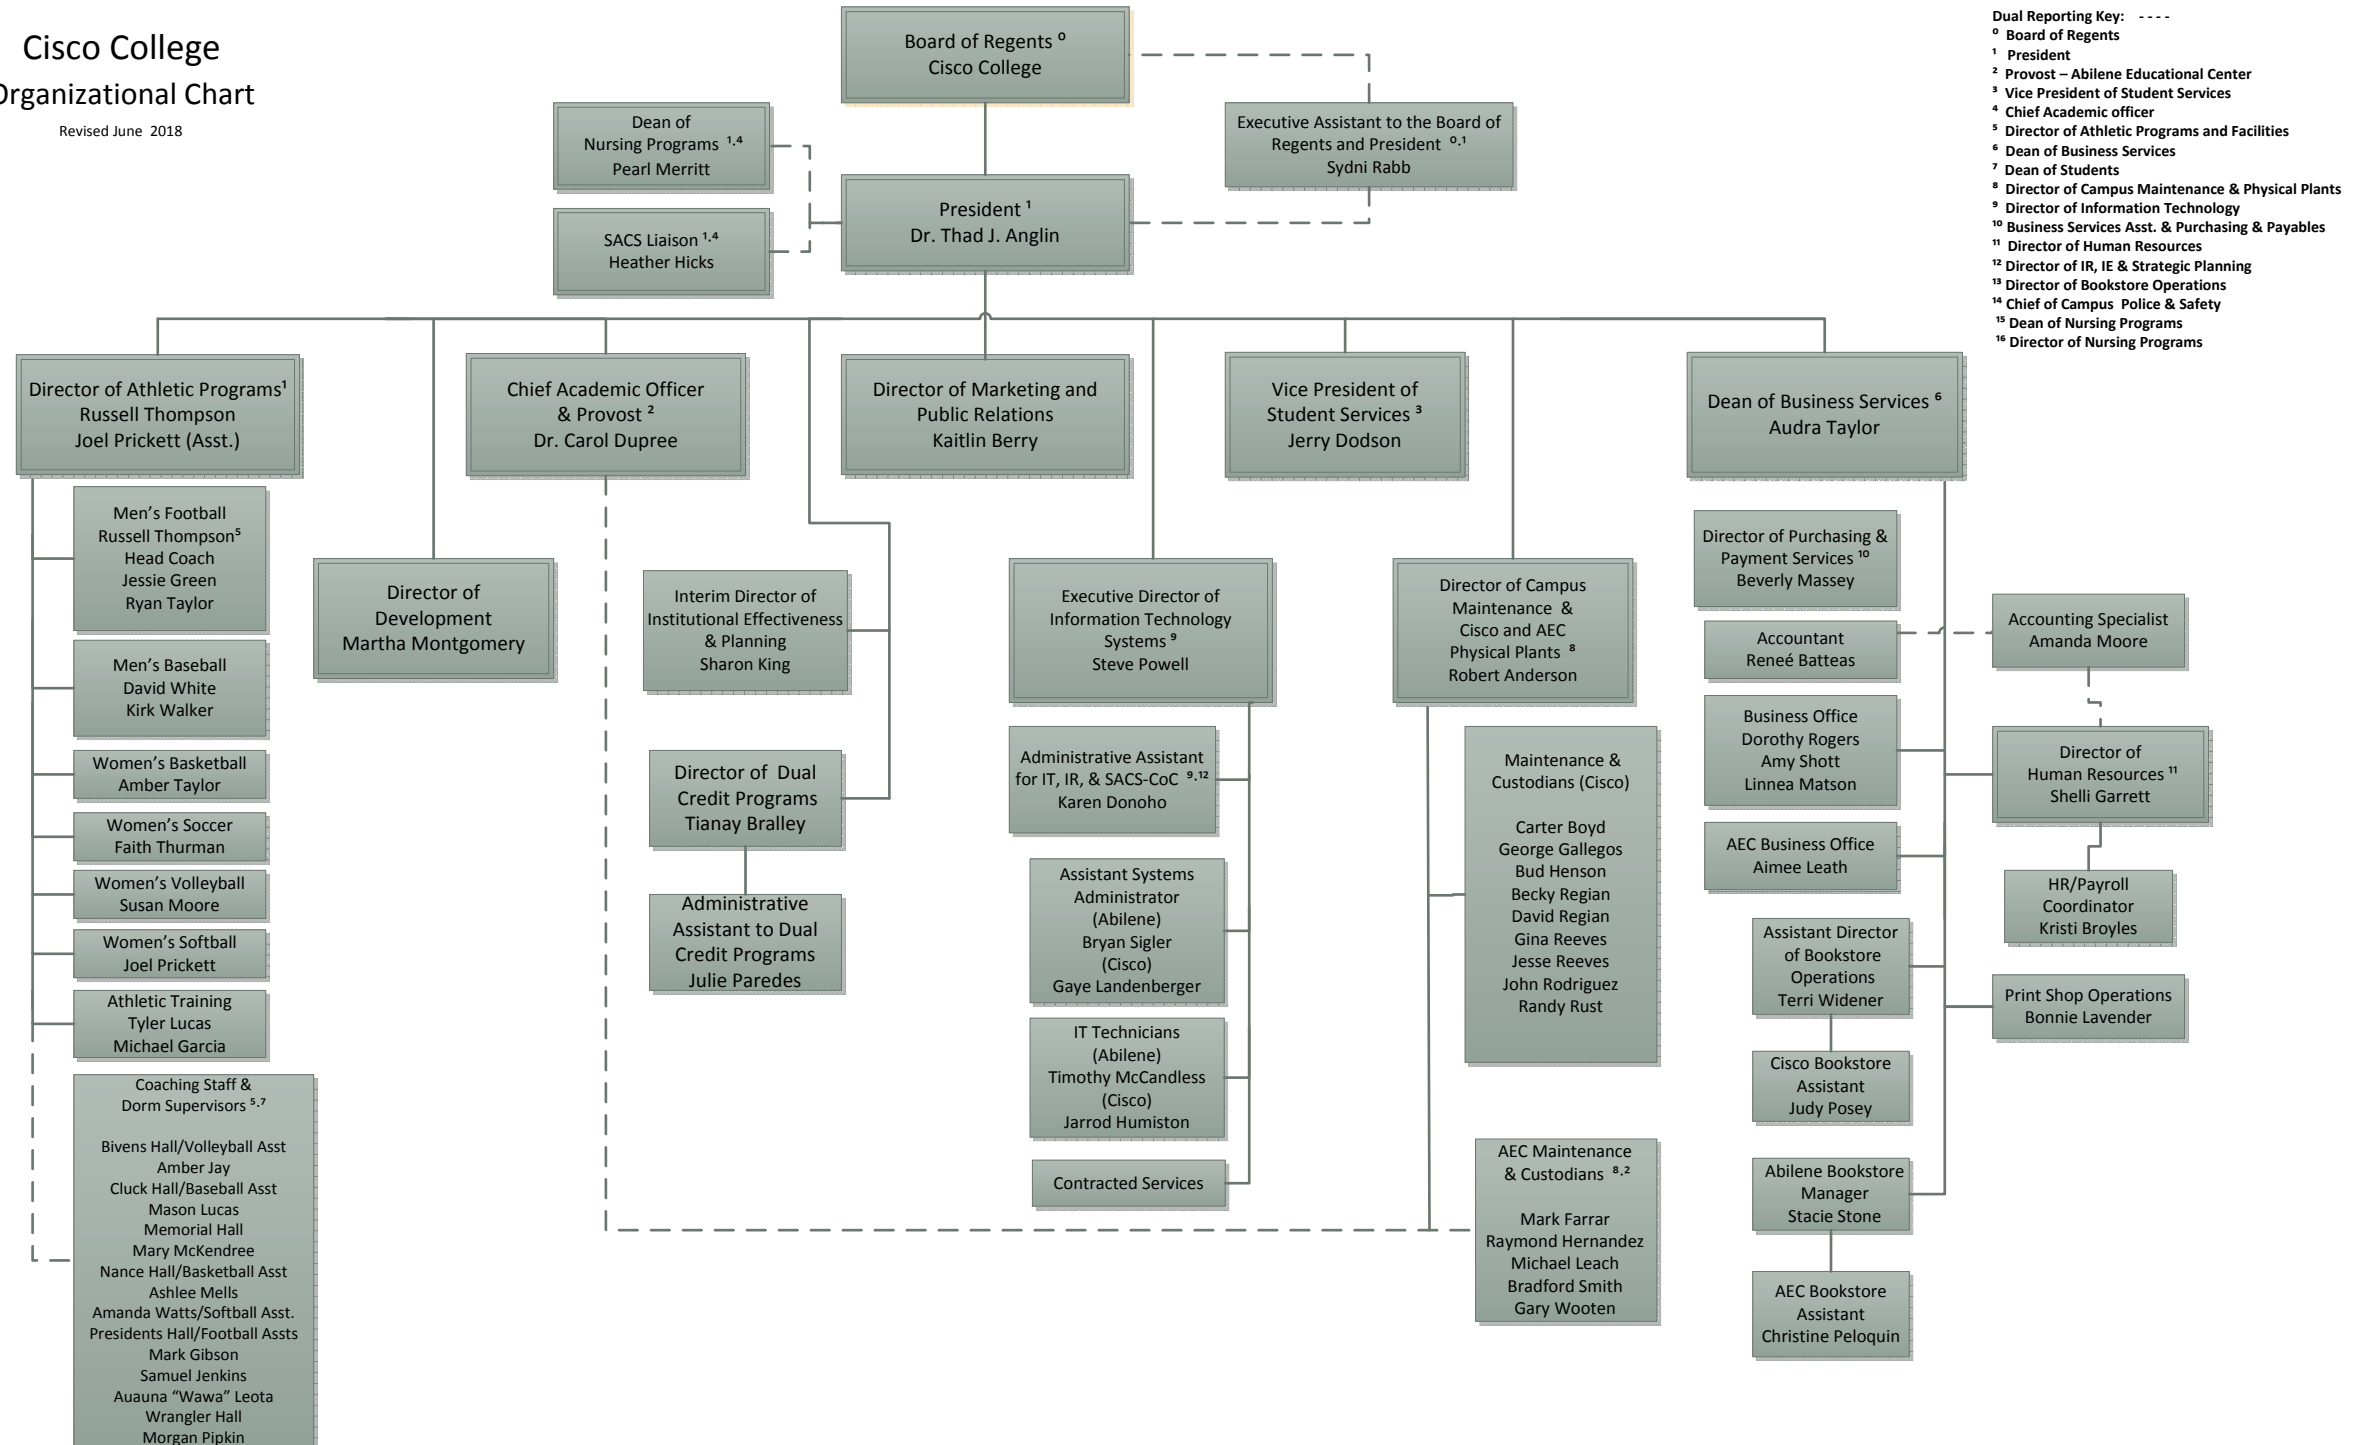 Cisco College
Organizational Chart
Revised June 2018
Board of Regents ⁰
Cisco College
Dual Reporting Key: - - - -
⁰ Board of Regents
¹ President
² Provost – Abilene Educational Center
³ Vice President of Student Services
⁴ Chief Academic officer
⁵ Director of Athletic Programs and Facilities
⁶ Dean of Business Services
⁷ Dean of Students
⁸ Director of Campus Maintenance & Physical Plants
⁹ Director of Information Technology
¹⁰ Business Services Asst. & Purchasing & Payables
¹¹ Director of Human Resources
¹² Director of IR, IE & Strategic Planning
¹³ Director of Bookstore Operations
¹⁴ Chief of Campus Police & Safety
¹⁵ Dean of Nursing Programs
¹⁶ Director of Nursing Programs
Dean of
Nursing Programs ¹·⁴
Pearl Merritt
Executive Assistant to the Board of
Regents and President ⁰·¹
Sydni Rabb
SACS Liaison ¹·⁴
Heather Hicks
President ¹
Dr. Thad J. Anglin
Director of Athletic Programs¹
Russell Thompson
Joel Prickett (Asst.)
Chief Academic Officer
& Provost ²
Dr. Carol Dupree
Director of Marketing and
Public Relations
Kaitlin Berry
Vice President of
Student Services ³
Jerry Dodson
Dean of Business Services ⁶
Audra Taylor
Men’s Football
Russell Thompson⁵
Head Coach
Jessie Green
Ryan Taylor
Men’s Baseball
David White
Kirk Walker
Women’s Basketball
Amber Taylor
Women’s Soccer
Faith Thurman
Women’s Volleyball
Susan Moore
Women’s Softball
Joel Prickett
Athletic Training
Tyler Lucas
Michael Garcia
Coaching Staff &
Dorm Supervisors ⁵·⁷
Bivens Hall/Volleyball Asst
Amber Jay
Cluck Hall/Baseball Asst
Mason Lucas
Memorial Hall
Mary McKendree
Nance Hall/Basketball Asst
Ashlee Mells
Amanda Watts/Softball Asst.
Presidents Hall/Football Assts
Mark Gibson
Samuel Jenkins
Auauna “Wawa” Leota
Wrangler Hall
Morgan Pipkin
Director of
Development
Martha Montgomery
Interim Director of
Institutional Effectiveness
& Planning
Sharon King
Director of Dual
Credit Programs
Tianay Bralley
Administrative
Assistant to Dual
Credit Programs
Julie Paredes
Executive Director of
Information Technology
Systems ⁹
Steve Powell
Administrative Assistant
for IT, IR, & SACS-CoC ⁹·¹²
Karen Donoho
Assistant Systems
Administrator
(Abilene)
Bryan Sigler
(Cisco)
Gaye Landenberger
IT Technicians
(Abilene)
Timothy McCandless
(Cisco)
Jarrod Humiston
Contracted Services
Director of Campus
Maintenance &
Cisco and AEC
Physical Plants ⁸
Robert Anderson
Maintenance &
Custodians (Cisco)
Carter Boyd
George Gallegos
Bud Henson
Becky Regian
David Regian
Gina Reeves
Jesse Reeves
John Rodriguez
Randy Rust
AEC Maintenance
& Custodians ⁸·²
Mark Farrar
Raymond Hernandez
Michael Leach
Bradford Smith
Gary Wooten
Director of Purchasing &
Payment Services ¹⁰
Beverly Massey
Accountant
Reneé Batteas
Business Office
Dorothy Rogers
Amy Shott
Linnea Matson
AEC Business Office
Aimee Leath
Assistant Director
of Bookstore
Operations
Terri Widener
Cisco Bookstore
Assistant
Judy Posey
Abilene Bookstore
Manager
Stacie Stone
AEC Bookstore
Assistant
Christine Peloquin
Accounting Specialist
Amanda Moore
Director of
Human Resources ¹¹
Shelli Garrett
HR/Payroll
Coordinator
Kristi Broyles
Print Shop Operations
Bonnie Lavender